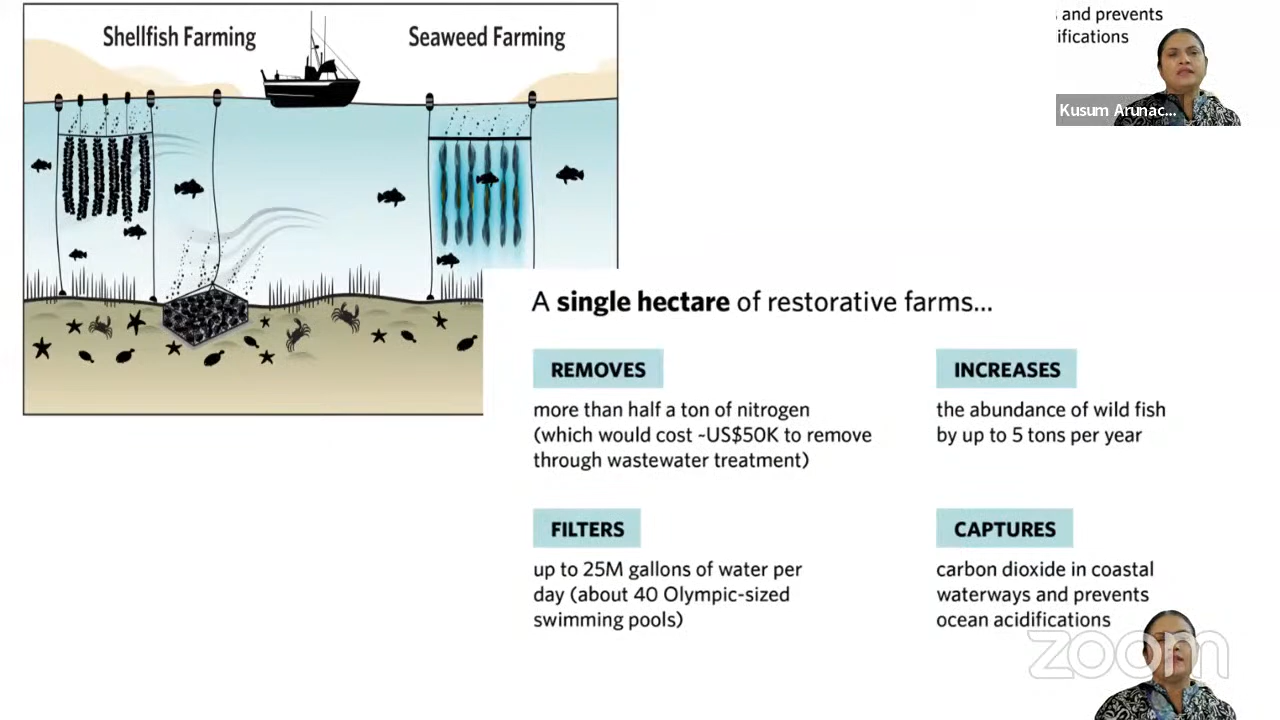 Shellfish Farming
Seaweed Farming
and prevents
ifications
Kusum Arunac...
A single hectare of restorative farms...
REMOVES
more than half a ton of nitrogen
(which would cost ~US$50K to remove
through wastewater treatment)
INCREASES
the abundance of wild fish
by up to 5 tons per year
FILTERS
up to 25M gallons of water per
day (about 40 Olympic-sized
swimming pools)
CAPTURES
carbon dioxide in coastal
waterways and prevents
ocean acidifications
zoom